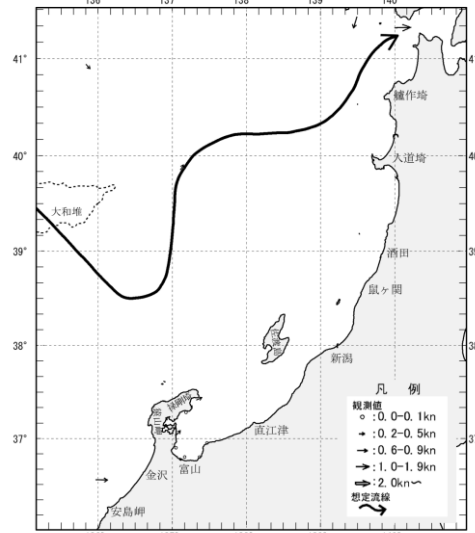 136 137 138 139 140
41° 41
艫作埼
40° 40
入道埼
大和堆
39° 39
酒田
鼠ヶ関
38° 38
佐渡島
新潟
凡 例
観測値
:0.0-0.1kn
:0.2-0.5kn
:0.6-0.9kn
:1.0-1.9kn
:2.0kn〜
想定流線
37°
直江津
富山
金沢
安島岬